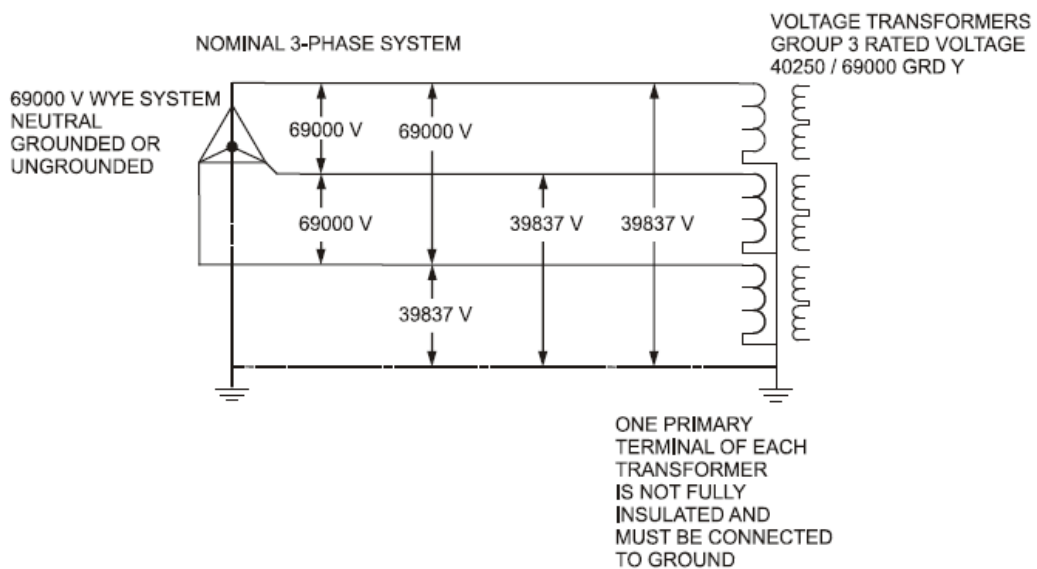 NOMINAL 3-PHASE SYSTEM
VOLTAGE TRANSFORMERS
GROUP 3 RATED VOLTAGE
40250 / 69000 GRD Y
69000 V WYE SYSTEM
NEUTRAL
GROUNDED OR
UNGROUNDED
69000 V
69000 V
69000 V
39837 V
39837 V
39837 V
ONE PRIMARY
TERMINAL OF EACH
TRANSFORMER
IS NOT FULLY
INSULATED AND
MUST BE CONNECTED
TO GROUND